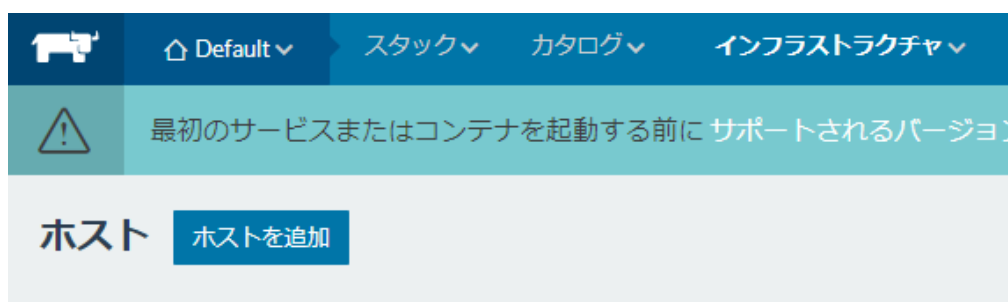 Default スタック カタログ インフラストラクチャ
最初のサービスまたはコンテナを起動する前に サポートされるバージョン
ホスト ホストを追加